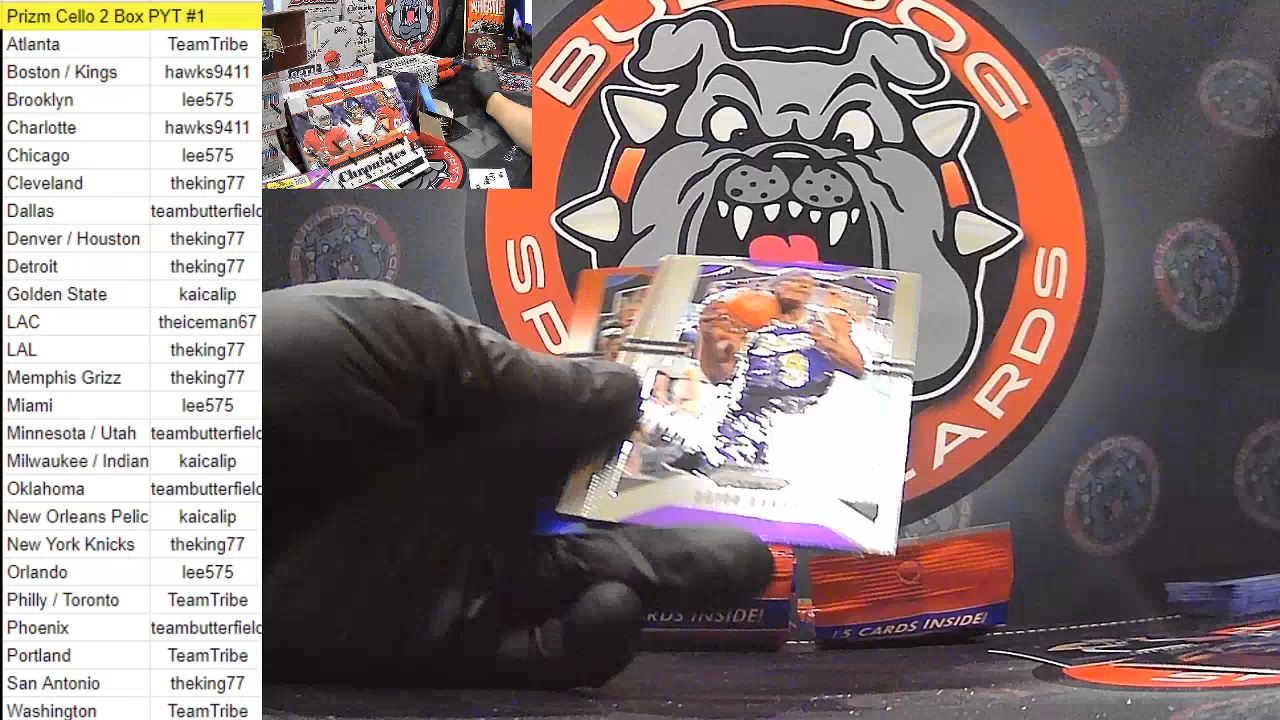 Prizm Cello 2 Box PYT #1
Atlanta TeamTribe
Boston / Kings hawks9411
Brooklyn lee575
Charlotte hawks9411
Chicago lee575
Cleveland theking77
Dallas teambutterfield
Denver / Houston theking77
Detroit theking77
Golden State kaicalip
LAC theiceman67
LAL theking77
Memphis Grizz theking77
Miami lee575
Minnesota / Utah teambutterfield
Milwaukee / Indian kaicalip
Oklahoma teambutterfield
New Orleans Pelic kaicalip
New York Knicks theking77
Orlando lee575
Philly / Toronto TeamTribe
Phoenix teambutterfield
Portland TeamTribe
San Antonio theking77
Washington TeamTribe
Chronicles
BULLDOG
SP
CARDS
CARDS INSIDE!
15 CARDS INSIDE!